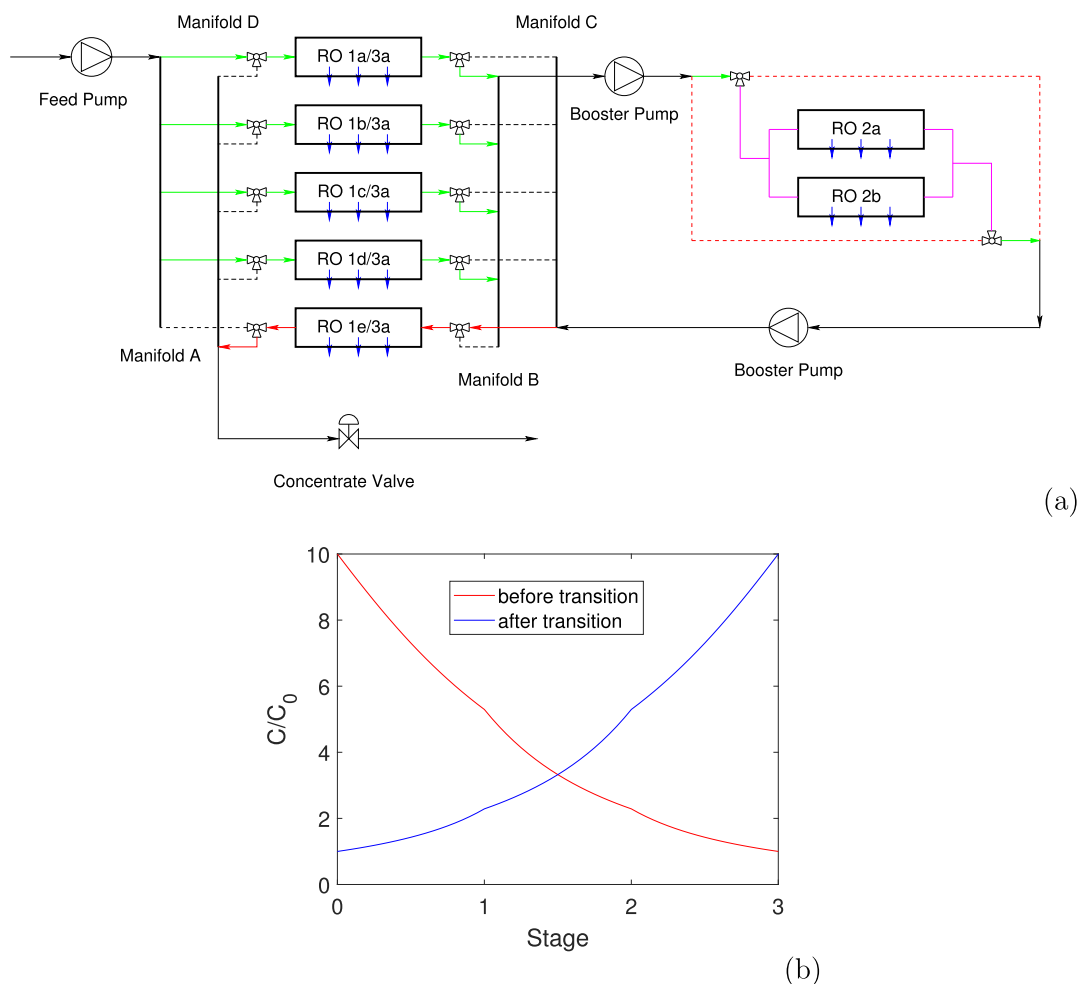 Manifold D
Manifold C
Feed Pump
RO 1a/3a
RO 1b/3a
RO 1c/3a
RO 1d/3a
RO 1e/3a
Booster Pump
RO 2a
RO 2b
Manifold A
Manifold B
Booster Pump
Concentrate Valve
(a)
10
8
6
4
2
0
C/C0
before transition
after transition
0 1 2 3
Stage
(b)